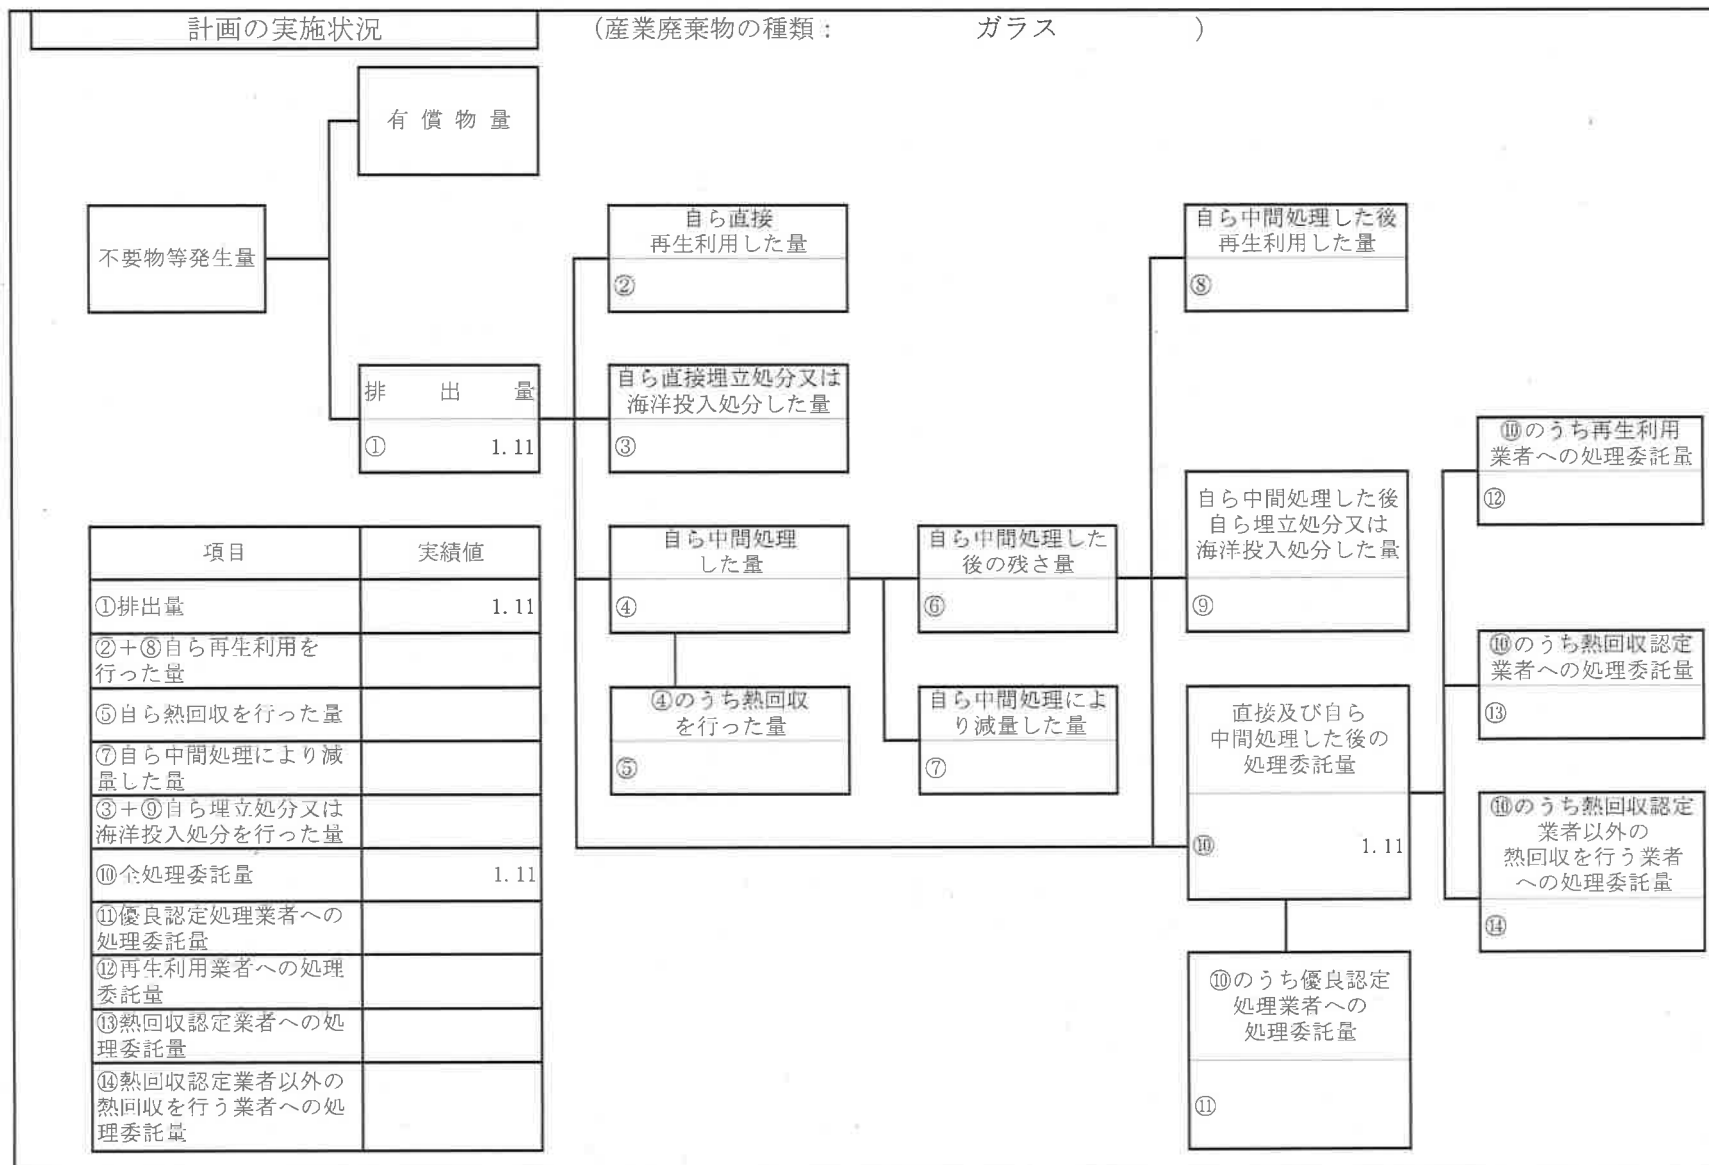 計画の実施状況
(産業廃棄物の種類: ガラス )
有償物量
不要物等発生量
自ら直接
再生利用した量
②
自ら中間処理した後
再生利用した量
⑧
排出量
① 1.11
自ら直接埋立処分又は
海洋投入処分した量
③
⑩のうち再生利用
業者への処理委託量
⑫
自ら中間処理した後
自ら埋立処分又は
海洋投入処分した量
⑨
自ら中間処理
した量
④
自ら中間処理した
後の残さ量
⑥
⑩のうち熱回収認定
業者への処理委託量
⑬
④のうち熱回収
を行った量
⑤
自ら中間処理によ
り減量した量
⑦
直接及び自ら
中間処理した後の
処理委託量
⑩ 1.11
⑩のうち熱回収認定
業者以外の
熱回収を行う業者
への処理委託量
⑭
⑩のうち優良認定
処理業者への
処理委託量
⑪
項目 実績値
①排出量 1.11
②+⑧自ら再生利用を
行った量
⑤自ら熱回収を行った量
⑦自ら中間処理により減
量した量
③+⑨自ら埋立処分又は
海洋投入処分を行った量
⑩全処理委託量 1.11
⑪優良認定処理業者への
処理委託量
⑫再生利用業者への処理
委託量
⑬熱回収認定業者への処
理委託量
⑭熱回収認定業者以外の
熱回収を行う業者への処
理委託量